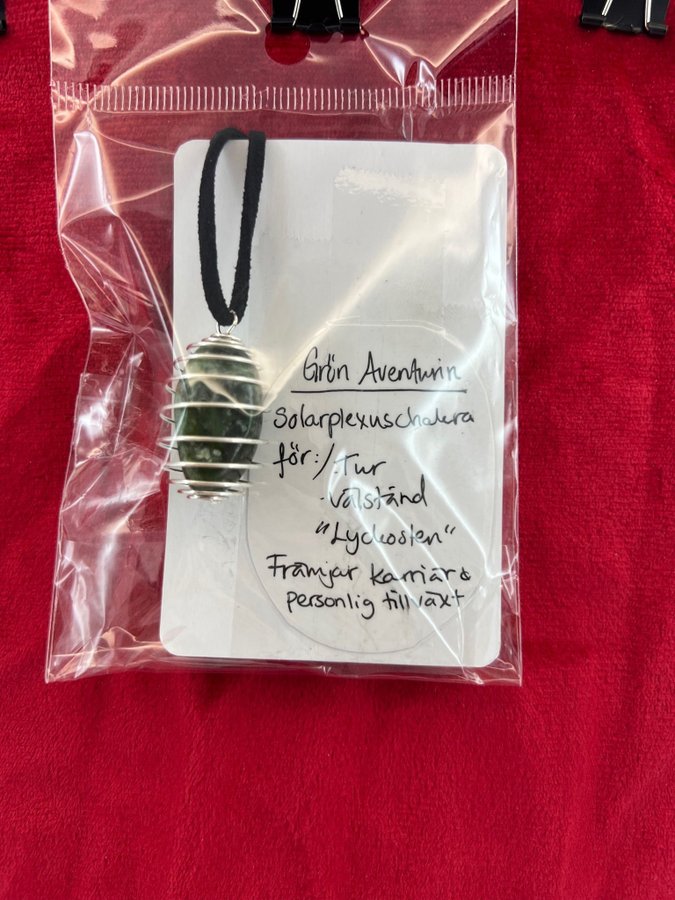 Grön Aventurin
Solarplexuschakra
för:/.Tur
-Välstånd
"Lyckosten"
Främjar karriär &
personlig tillväxt